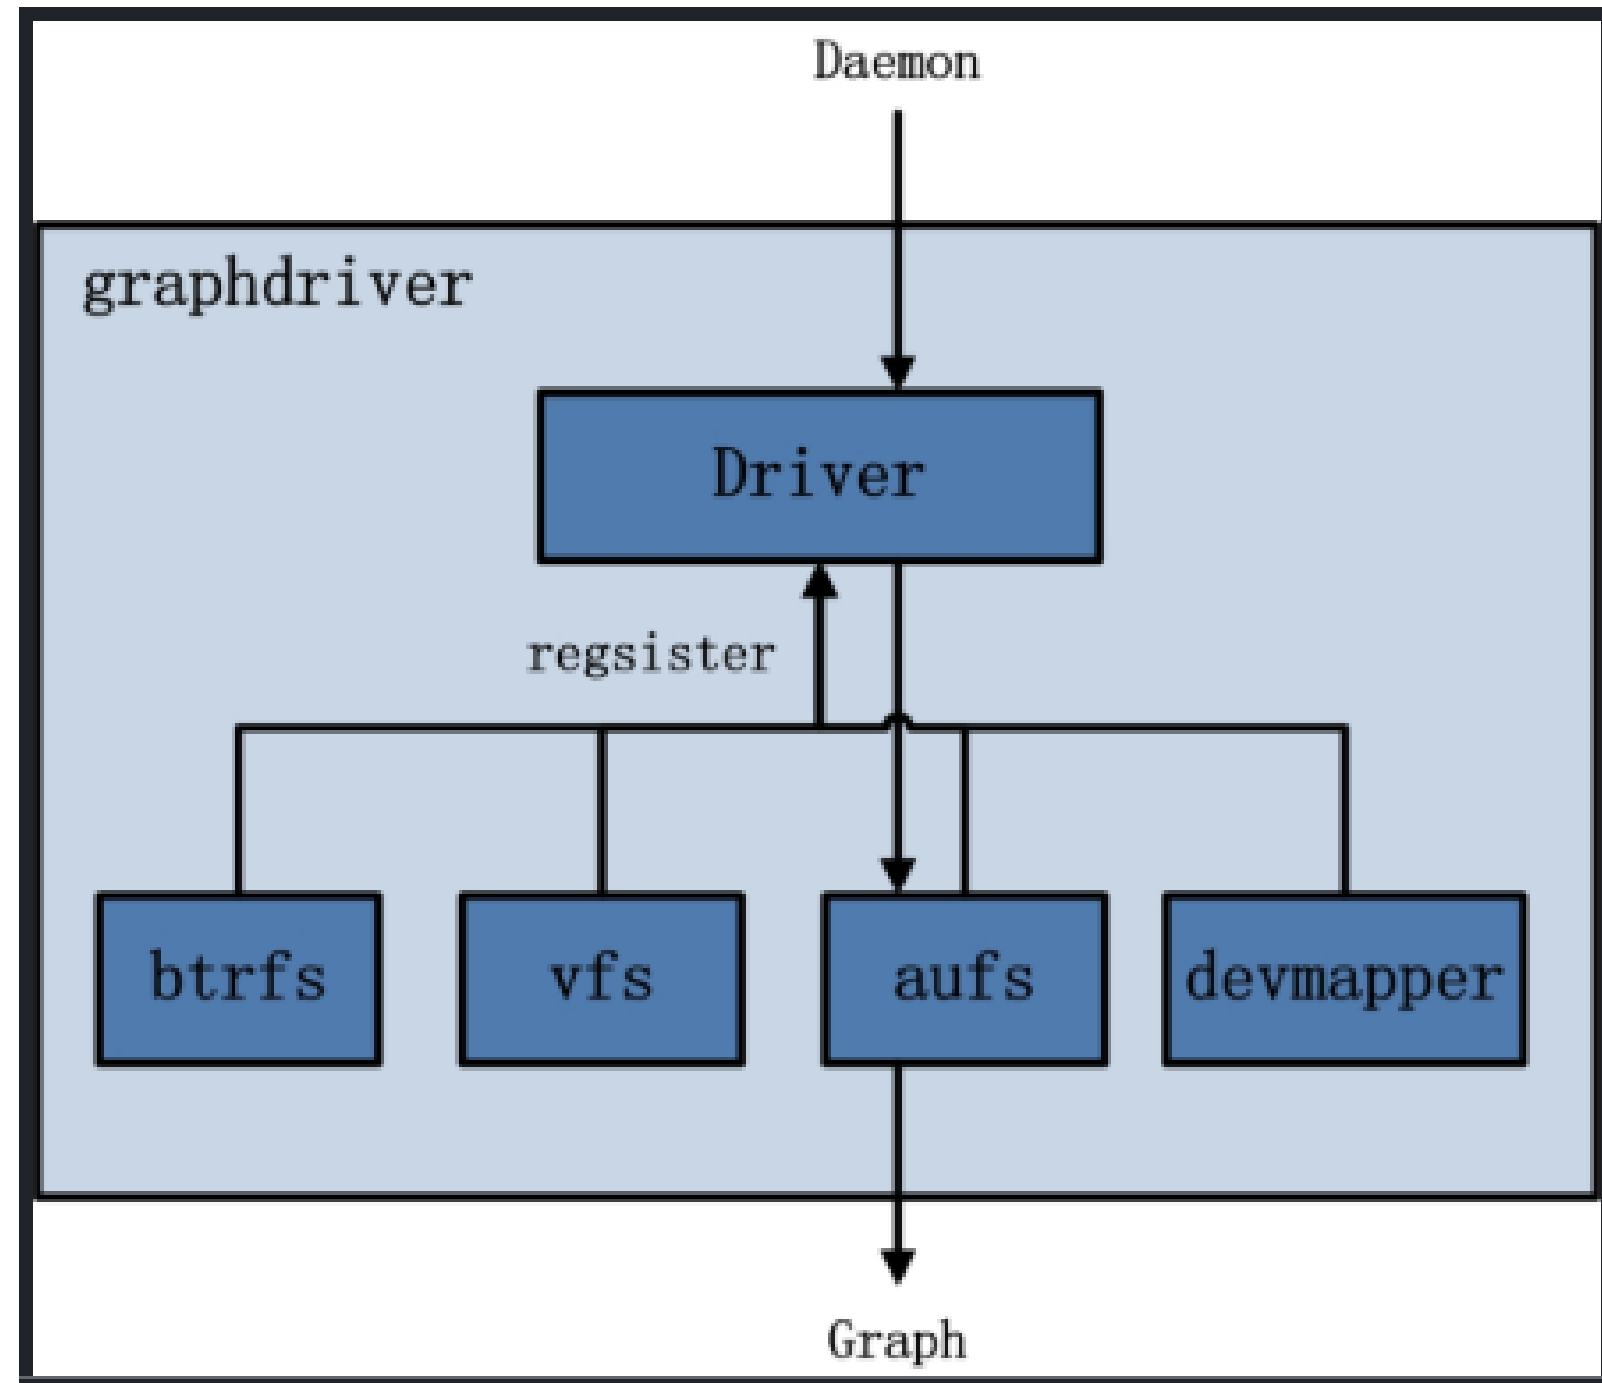 Daemon
graphdriver
Driver
regsister
btrfs
vfs
aufs
devmapper
Graph